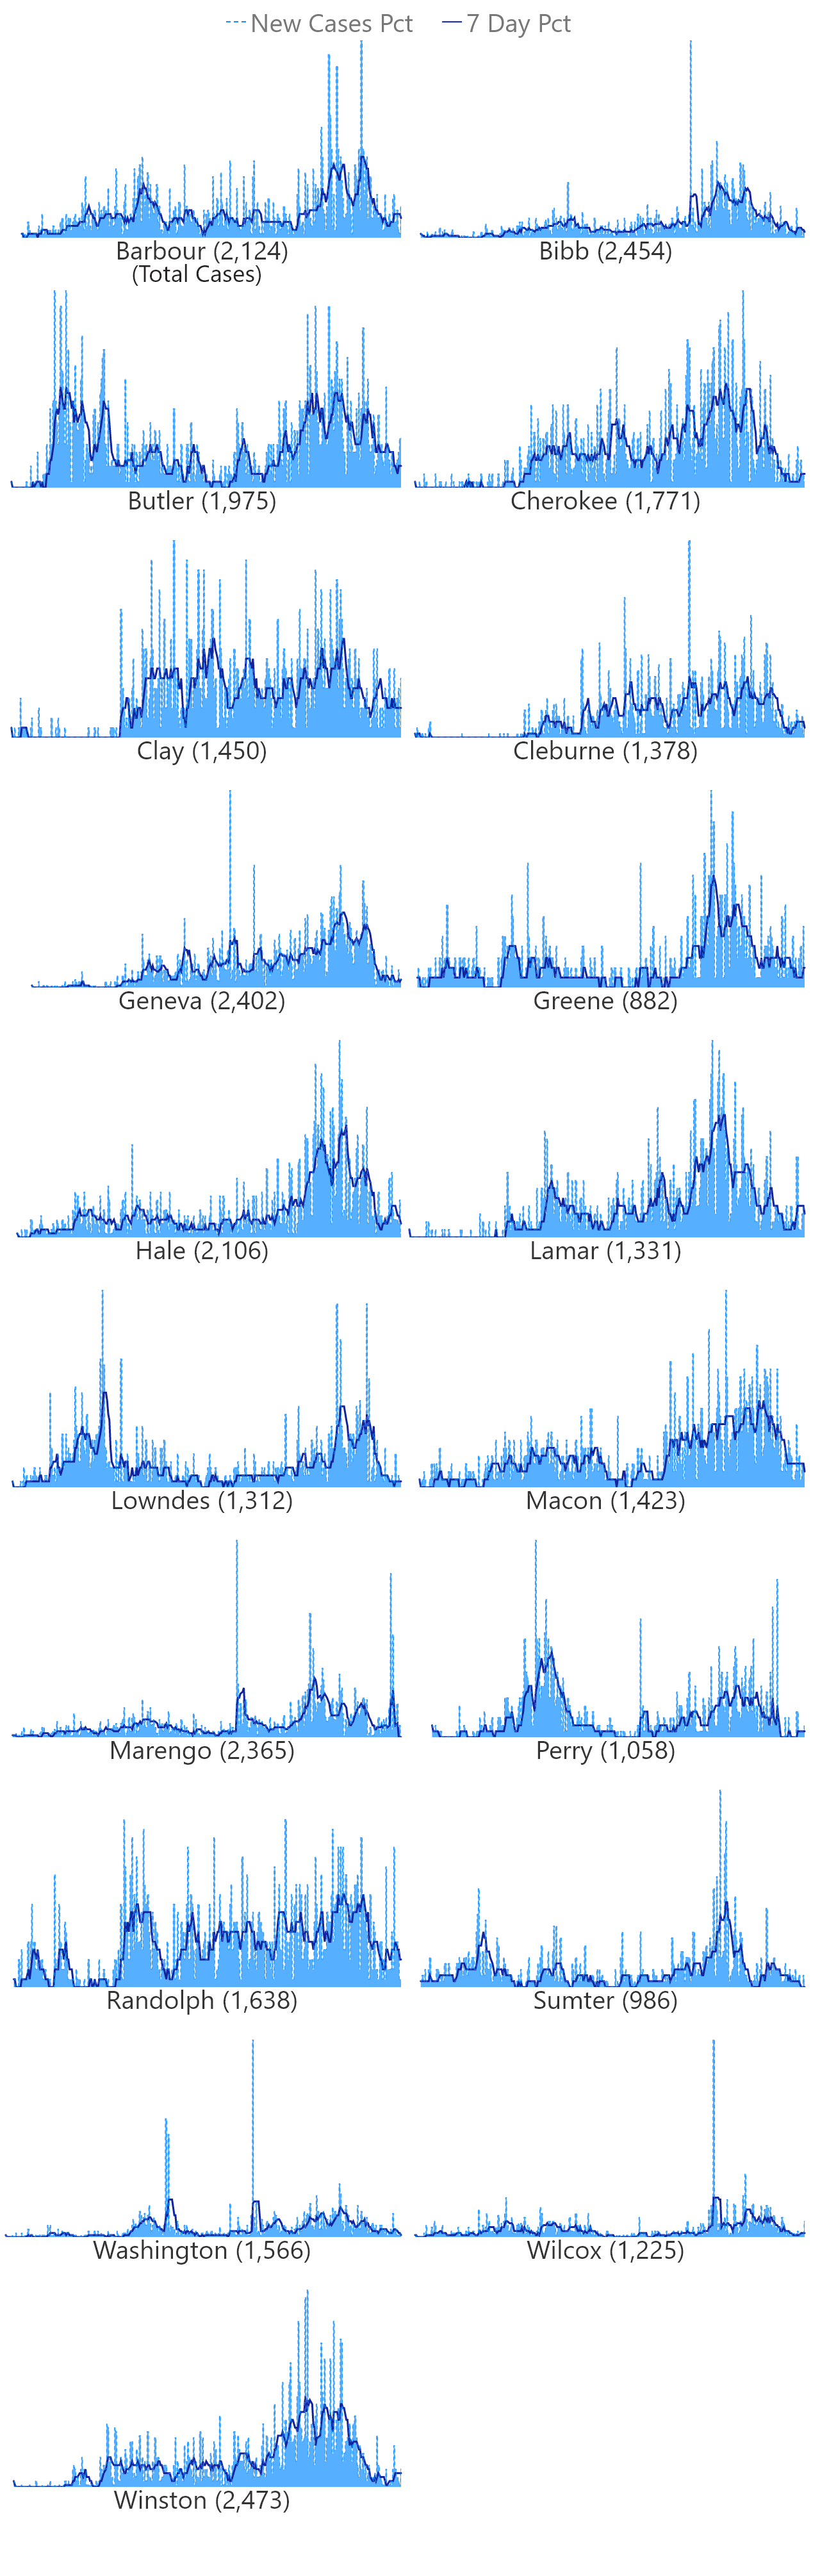 New Cases Pct 7 Day Pct
Barbour (2,124) Bibb (2,454)
(Total Cases)
Butler (1,975) Cherokee (1,771)
Clay (1,450) Cleburne (1,378)
Geneva (2,402) Greene (882)
Hale (2,106) Lamar (1,331)
Lowndes (1,312) Macon (1,423)
Marengo (2,365) Perry (1,058)
Randolph (1,638) Sumter (986)
Washington (1,566) Wilcox (1,225)
Winston (2,473)